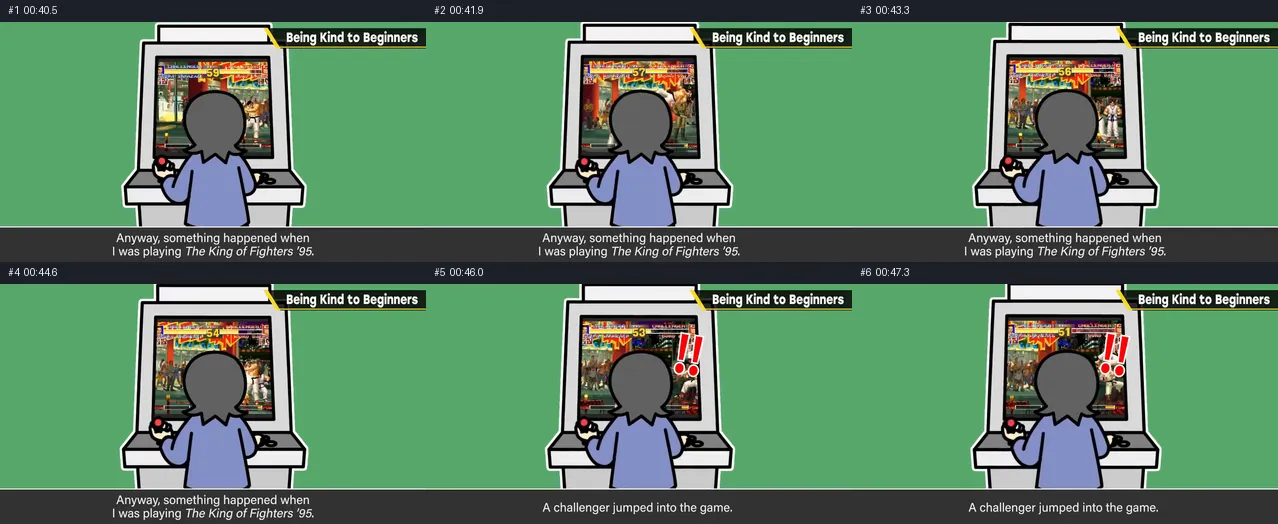 #1 00:40.5
Being Kind to Beginners
59
Anyway, something happened when
I was playing The King of Fighters '95.
#2 00:41.9
Being Kind to Beginners
57
Anyway, something happened when
I was playing The King of Fighters '95.
#3 00:43.3
Being Kind to Beginners
56
Anyway, something happened when
I was playing The King of Fighters '95.
#4 00:44.6
Being Kind to Beginners
54
Anyway, something happened when
I was playing The King of Fighters '95.
#5 00:46.0
Being Kind to Beginners
53
!!
A challenger jumped into the game.
#6 00:47.3
Being Kind to Beginners
51
!!
A challenger jumped into the game.